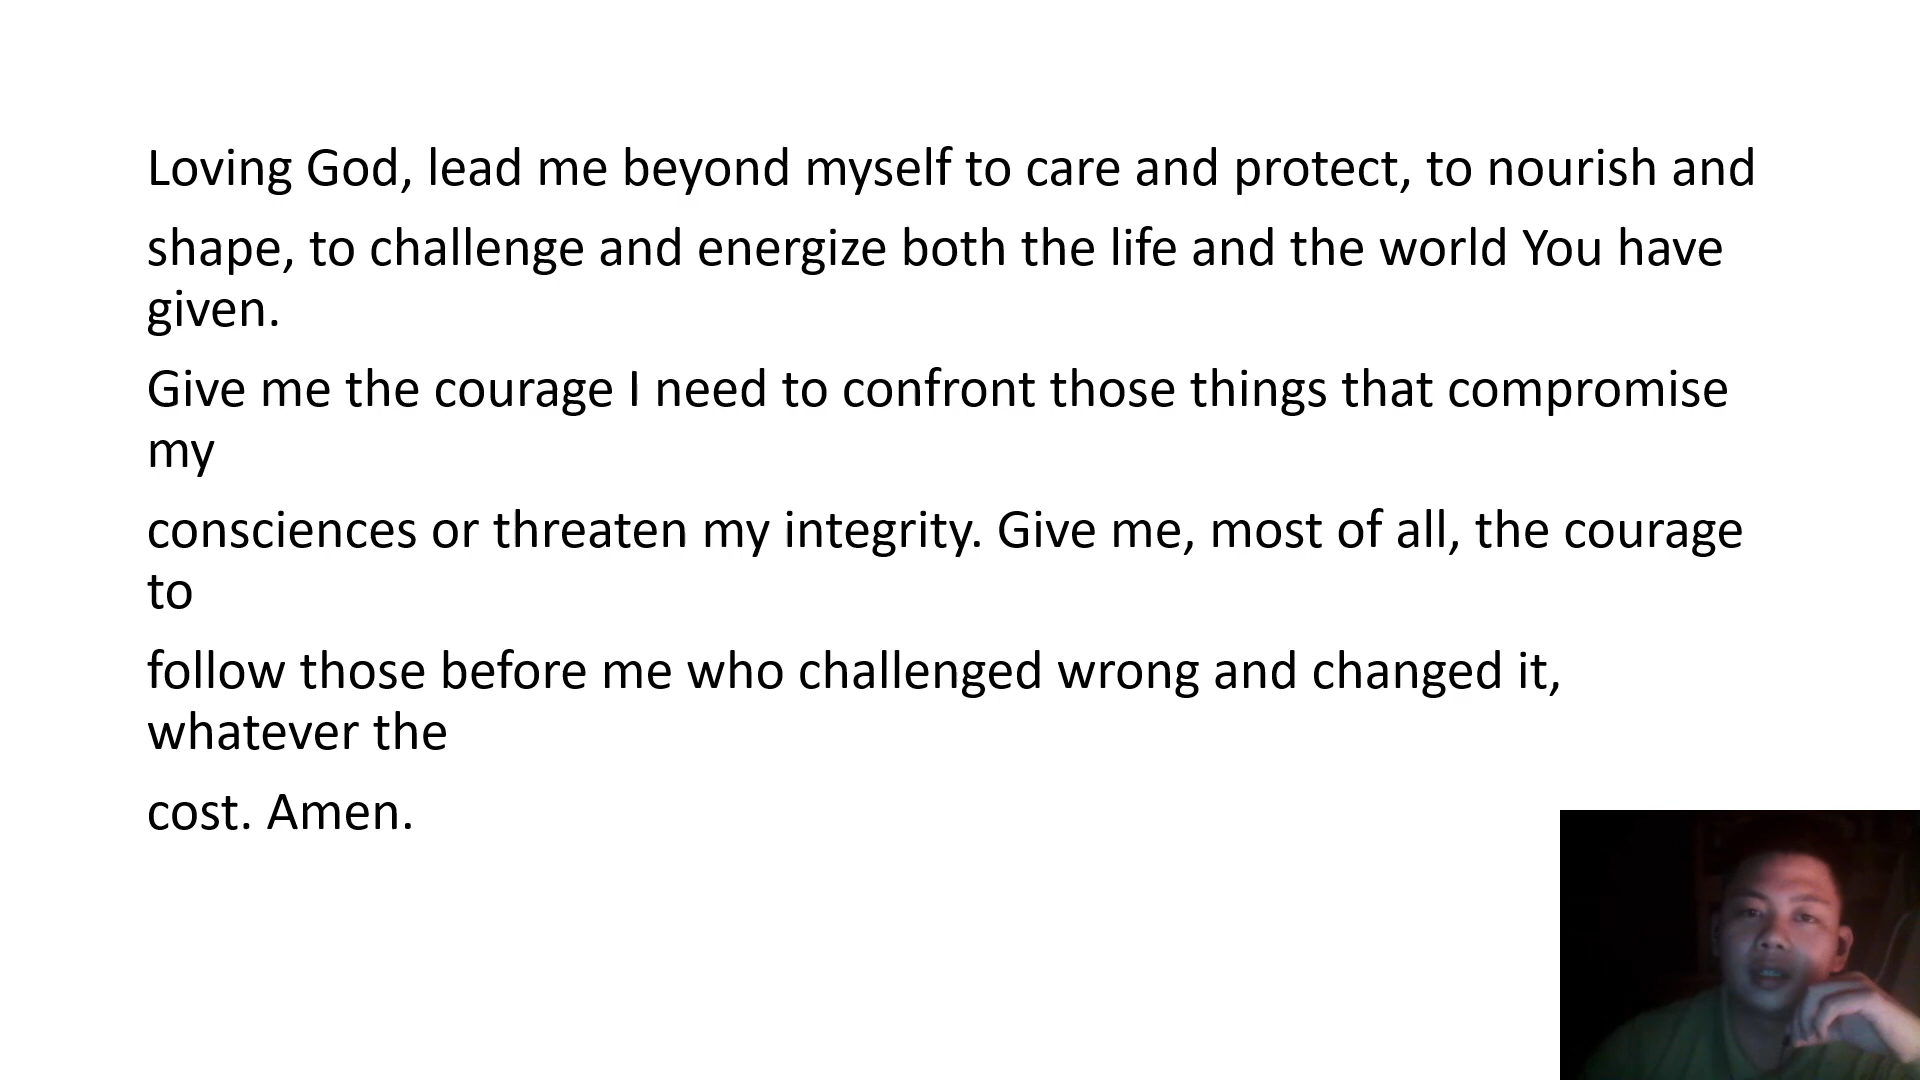 Loving God, lead me beyond myself to care and protect, to nourish and
shape, to challenge and energize both the life and the world You have
given.
Give me the courage I need to confront those things that compromise
my
consciences or threaten my integrity. Give me, most of all, the courage
to
follow those before me who challenged wrong and changed it,
whatever the
cost. Amen.